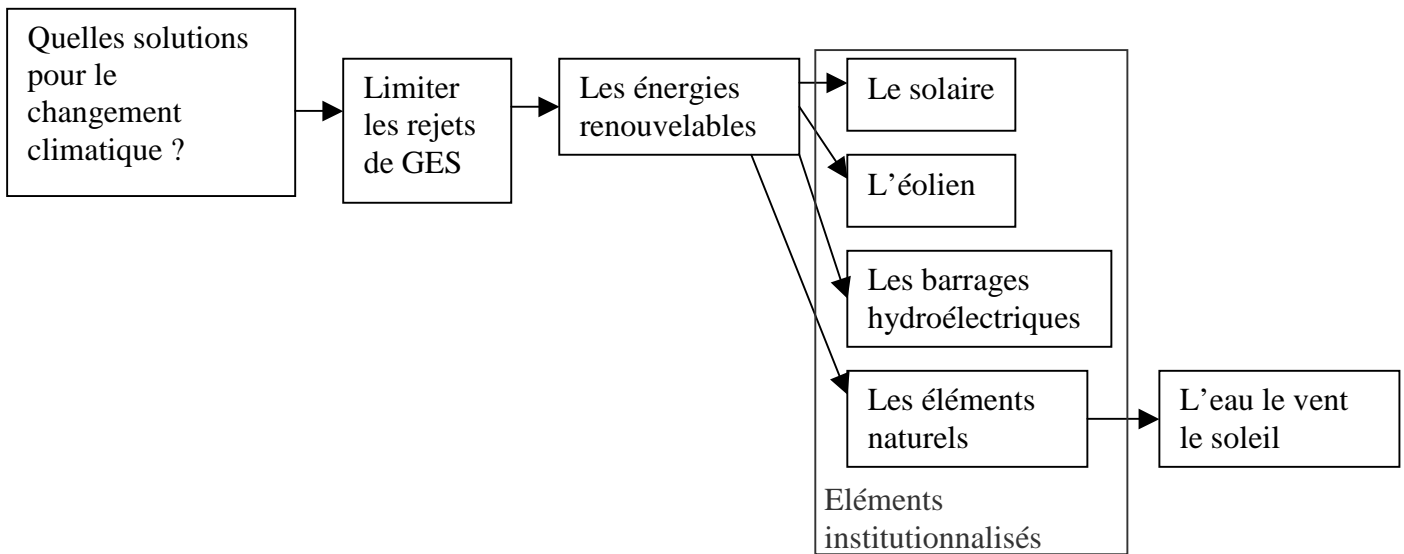 Quelles solutions
pour le
changement
climatique ?
Limiter
les rejets
de GES
Les énergies
renouvelables
Le solaire
L’éolien
Les barrages
hydroélectriques
Les éléments
naturels
L’eau le vent
le soleil
Eléments
institutionnalisés